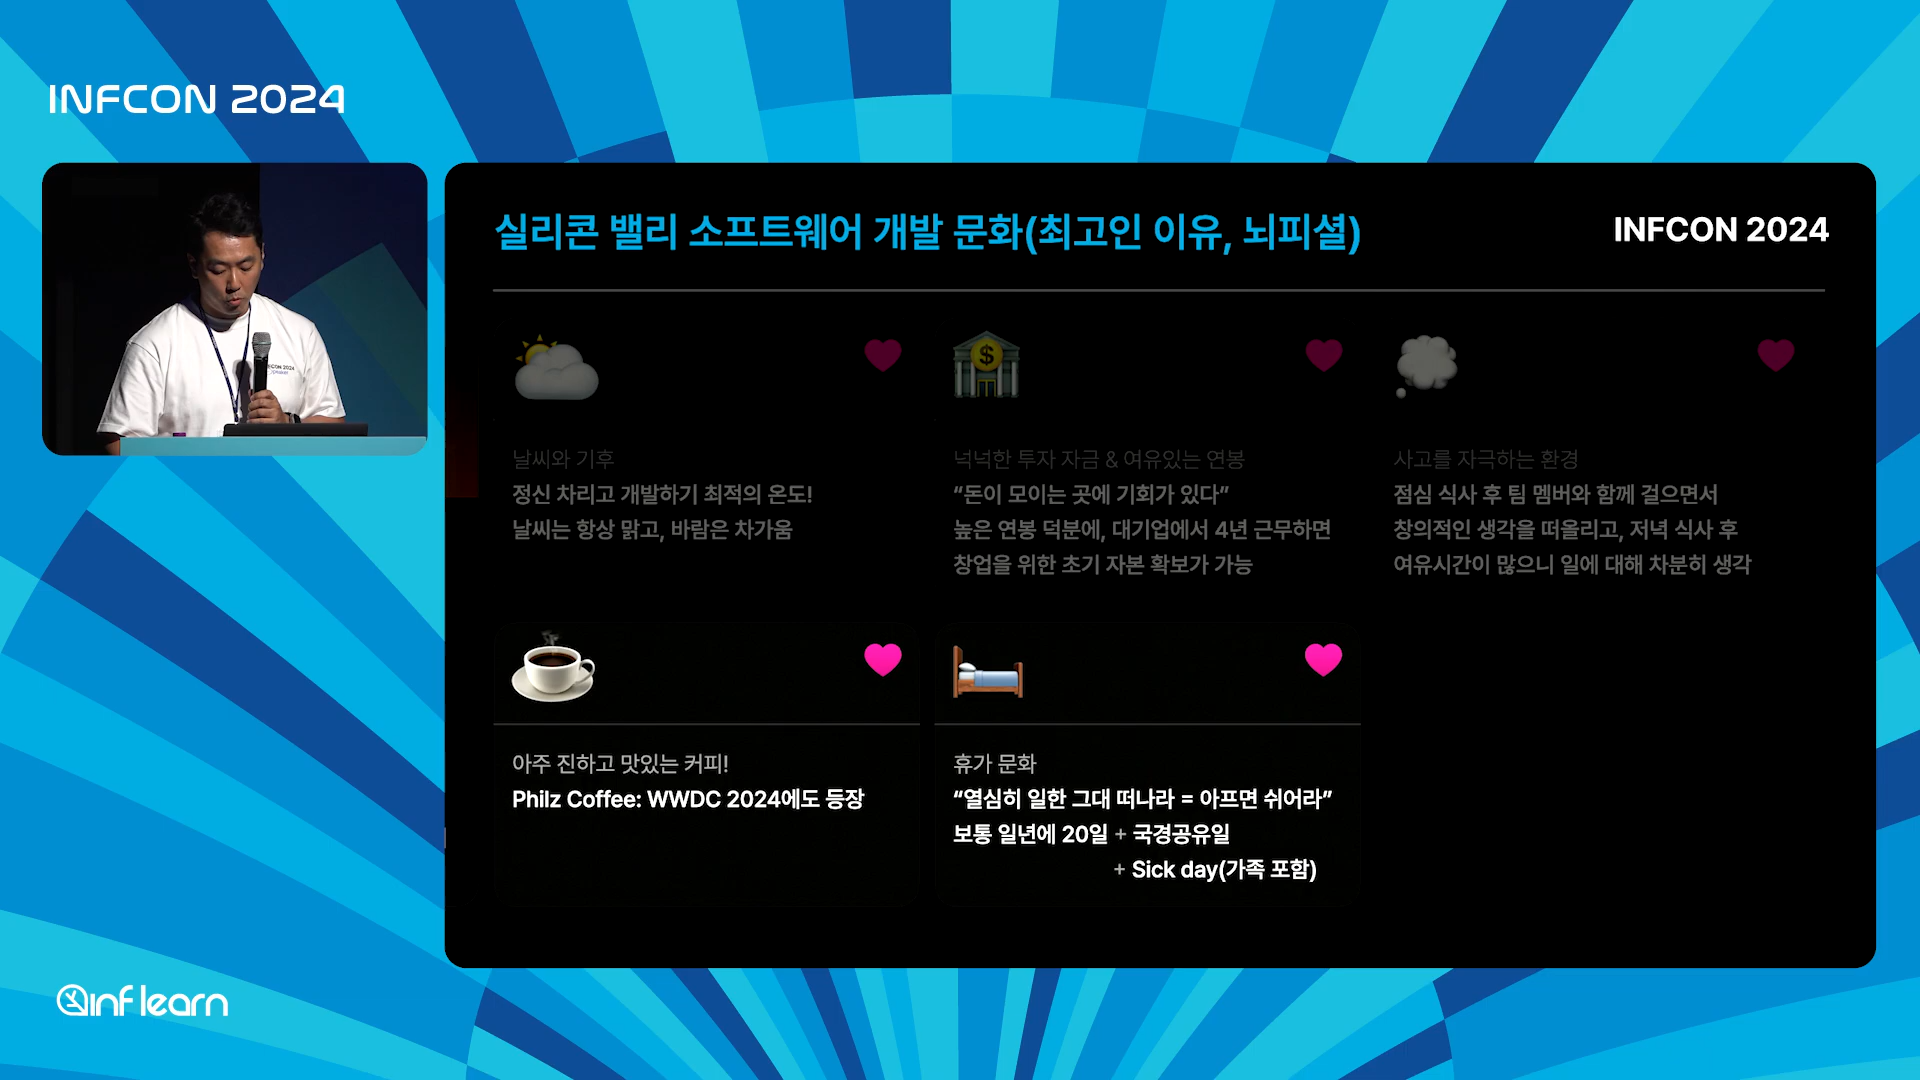 INFCON 2024
실리콘 밸리 소프트웨어 개발 문화(최고인 이유, 뇌피셜)
INFCON 2024
날씨와 기후
정신 차리고 개발하기 최적의 온도!
날씨는 항상 맑고, 바람은 차가움
넉넉한 투자 자금 & 여유있는 연봉
“돈이 모이는 곳에 기회가 있다”
높은 연봉 덕분에, 대기업에서 4년 근무하면
창업을 위한 초기 자본 확보가 가능
사고를 자극하는 환경
점심 식사 후 팀 멤버와 함께 걸으면서
창의적인 생각을 떠올리고, 저녁 식사 후
여유시간이 많으니 일에 대해 차분히 생각
아주 진하고 맛있는 커피!
Philz Coffee: WWDC 2024에도 등장
휴가 문화
“열심히 일한 그대 떠나라 = 아프면 쉬어라”
보통 일년에 20일 + 국경공유일
+ Sick day(가족 포함)
inflearn